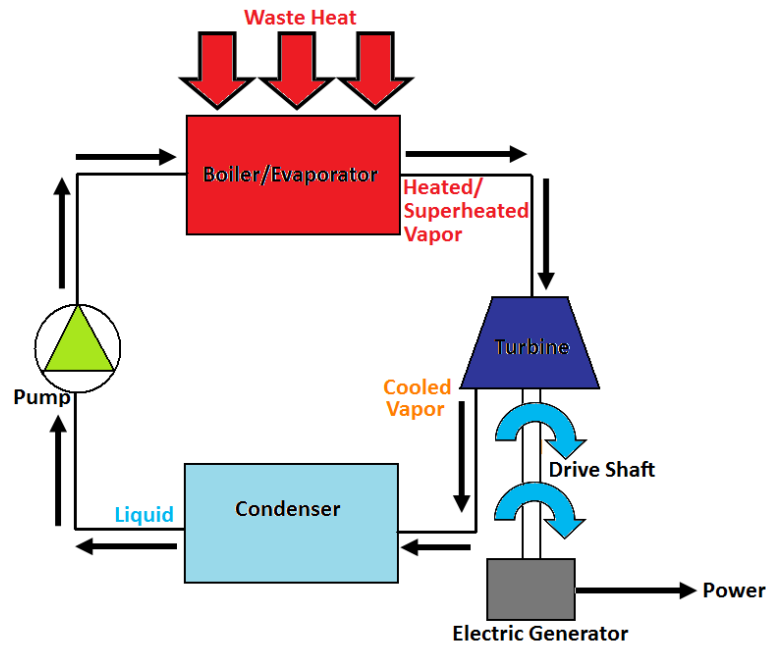 Waste Heat
Boiler/Evaporator
Heated/
Superheated
Vapor
Turbine
Pump
Cooled
Vapor
Drive Shaft
Liquid
Condenser
Power
Electric Generator